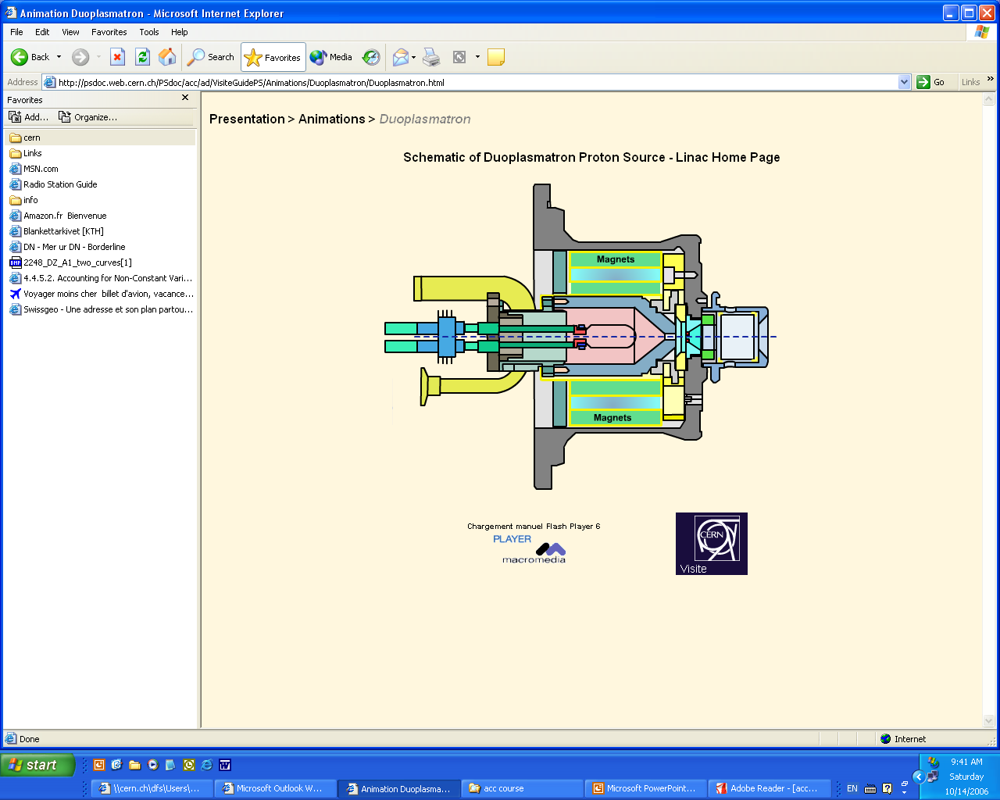 Animation Duoplasmatron - Microsoft Internet Explorer
File Edit View Favorites Tools Help
Back Search Favorites Media
Address http://psdoc.web.cern.ch/PSdoc/acc/ad/VisiteGuidePS/Animations/Duoplasmatron/Duoplasmatron.html Go Links »
Favorites
Add... Organize...
cern
Links
MSN.com
Radio Station Guide
info
Amazon.fr Bienvenue
Blankettarkivet [KTH]
DN - Mer ur DN - Borderline
2248_DZ_A1_two_curves[1]
4.4.5.2. Accounting for Non-Constant Vari...
Voyager moins cher billet d'avion, vacance...
Swissgeo - Une adresse et son plan partou...
Presentation > Animations > Duoplasmatron
Schematic of Duoplasmatron Proton Source - Linac Home Page
Magnets
Magnets
Chargement manuel Flash Player 6
PLAYER
macromedia
CERN
Visite
Done Internet
start
\\cern.ch\dfs\Users\... Microsoft Outlook W... Animation Duoplasma... acc course Microsoft PowerPoint... Adobe Reader - [acc... EN
9:41 AM
Saturday
10/14/2006